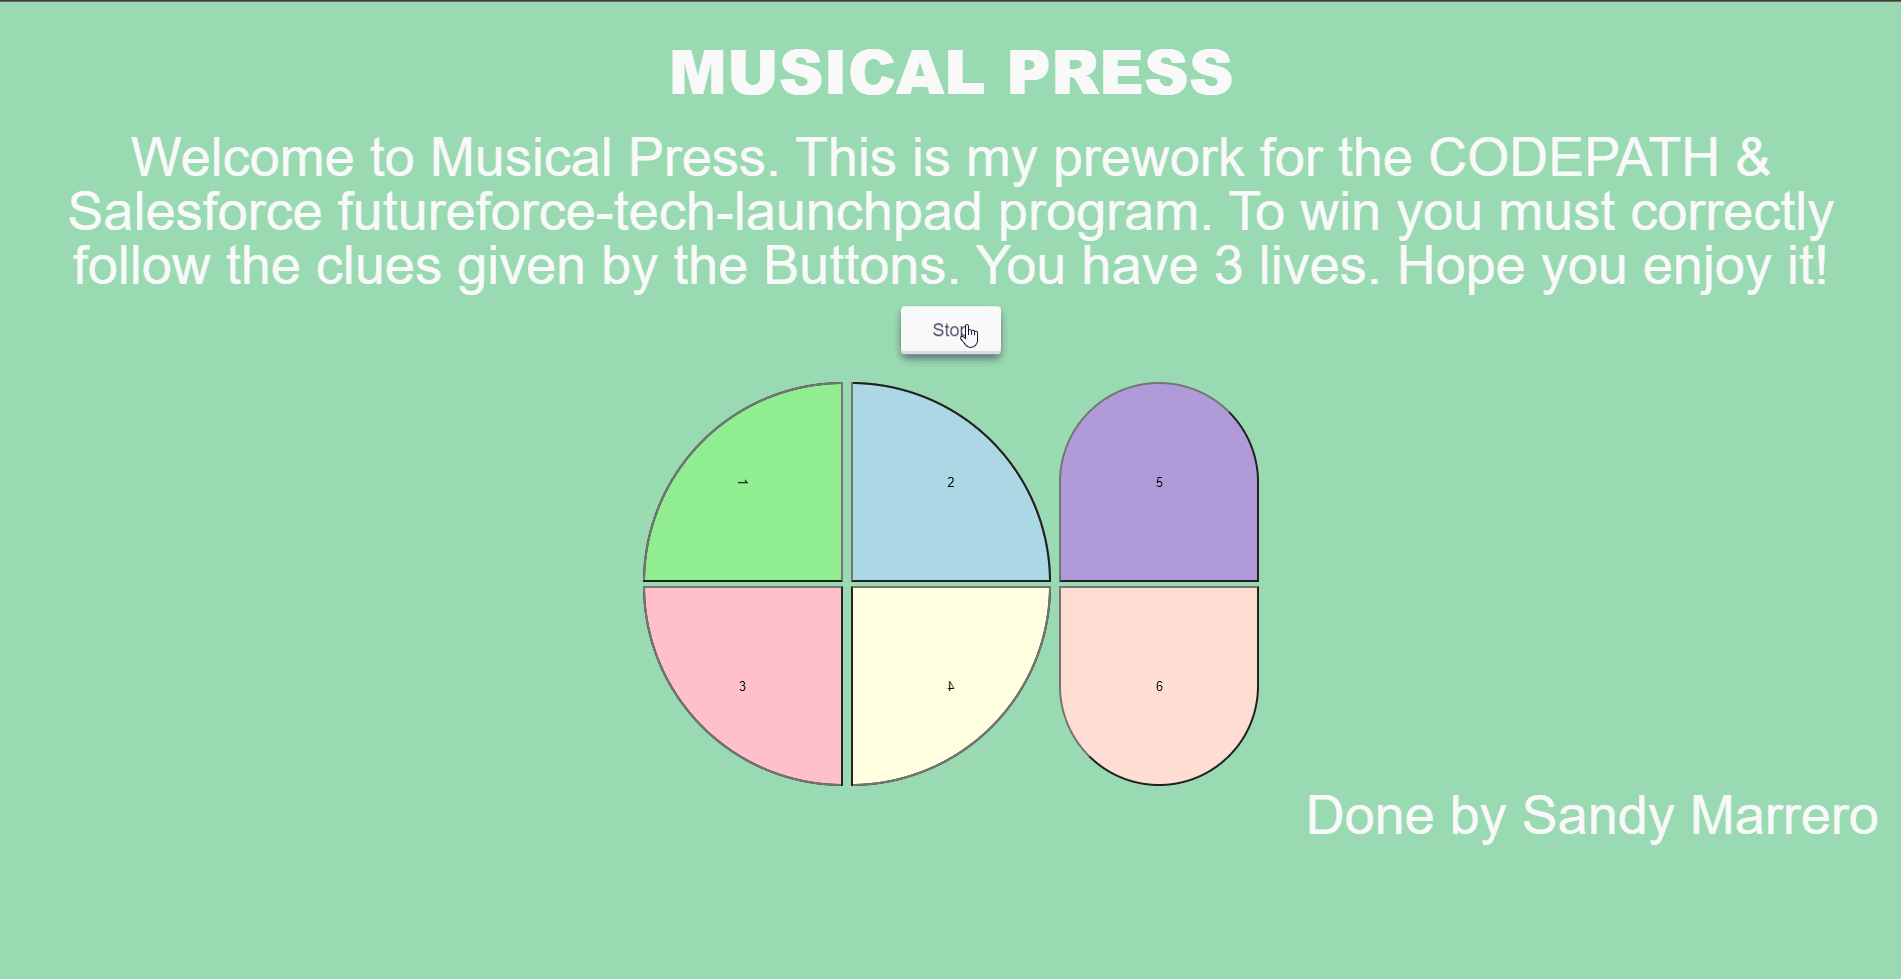 MUSICAL PRESS
Welcome to Musical Press. This is my prework for the CODEPATH &
Salesforce futureforce-tech-launchpad program. To win you must correctly
follow the clues given by the Buttons. You have 3 lives. Hope you enjoy it!
Stop
1
2
5
3
4
6
Done by Sandy Marrero